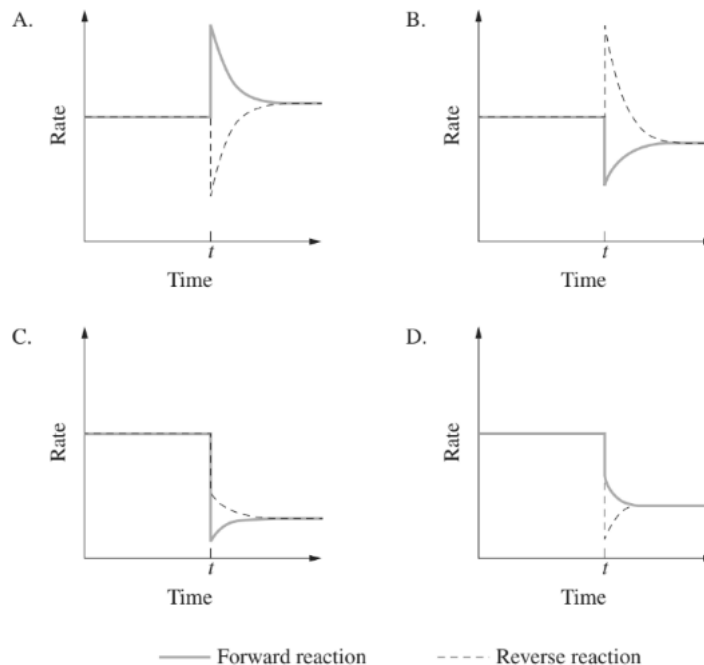 A.
Rate
t
Time
B.
Rate
t
Time
C.
Rate
t
Time
D.
Rate
t
Time
Forward reaction
Reverse reaction